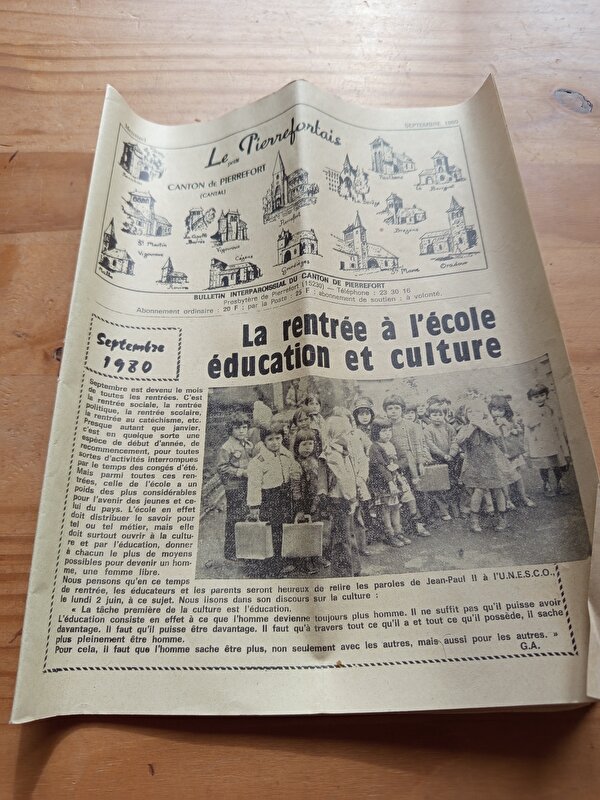 SEPTEMBRE 1980
Le petit Pierrefortais
CANTON de PIERREFORT
(CANTAL)
Pierrefort
Paulhenc
Le Bourguet
Brezons
St Martin
Vigouroux
Cézens
Gourdièges
Ste Marie
Oradour
BULLETIN INTERPAROISSIAL DU CANTON DE PIERREFORT
Presbytère de Pierrefort (15230) — Téléphone : 23 30 16
Abonnement ordinaire : 20 F ; par la Poste : 25 F ; abonnement de soutien : à volonté.
Septembre
1980
La rentrée à l'école
éducation et culture
Septembre est devenu le mois
de toutes les rentrées. C'est
la rentrée sociale, la rentrée
politique, la rentrée scolaire,
la rentrée au catéchisme, etc.
Presque autant que janvier,
c'est en quelque sorte une
espèce de début d'année, de
recommencement, pour toutes
sortes d'activités interrompues
par le temps des congés d'été.
Mais parmi toutes ces ren-
trées, celle de l'école a un
poids des plus considérables
pour l'avenir des jeunes et ce-
lui du pays. L'école en effet
doit distribuer le savoir pour
tel ou tel métier, mais elle
doit surtout ouvrir à la cultu-
re et par l'éducation, donner
à chacun le plus de moyens
possibles pour devenir un hom-
me, une femme libre.
Nous pensons qu'en ce temps
de rentrée, les éducateurs et les parents seront heureux de relire les paroles de Jean-Paul II à l'U.N.E.S.C.O.,
le lundi 2 juin, à ce sujet. Nous lisons dans son discours sur la culture :
« La tâche première de la culture est l'éducation.
L'éducation consiste en effet à ce que l'homme devienne toujours plus homme. Il ne suffit pas qu'il puisse avoir
davantage. Il faut qu'il puisse être davantage. Il faut qu'à travers tout ce qu'il a et tout ce qu'il possède, il sache
plus pleinement être homme.
Pour cela, il faut que l'homme sache être plus, non seulement avec les autres, mais aussi pour les autres. »
G.A.